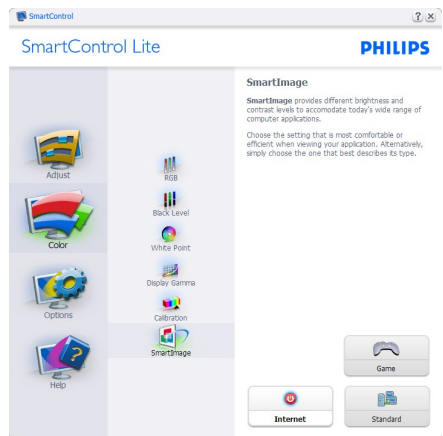 SmartControl
SmartControl Lite
PHILIPS
Adjust
Color
Options
Help
RGB
Black Level
White Point
Display Gamma
Calibration
SmartImage
SmartImage
SmartImage provides different brightness and
contrast levels to accomodate today's wide range of
computer applications.
Choose the setting that is most comfortable or
efficient when viewing your application. Alternatively,
simply choose the one that best describes its type.
Game
Internet
Standard